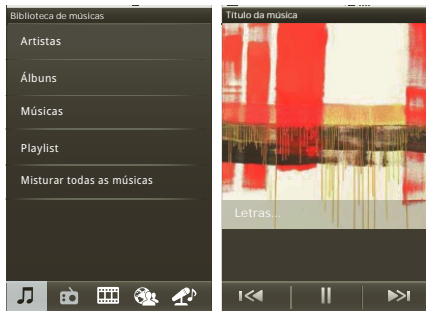 Biblioteca de músicas
Artistas
Álbuns
Músicas
Playlist
Misturar todas as músicas
Título da música
Letras...